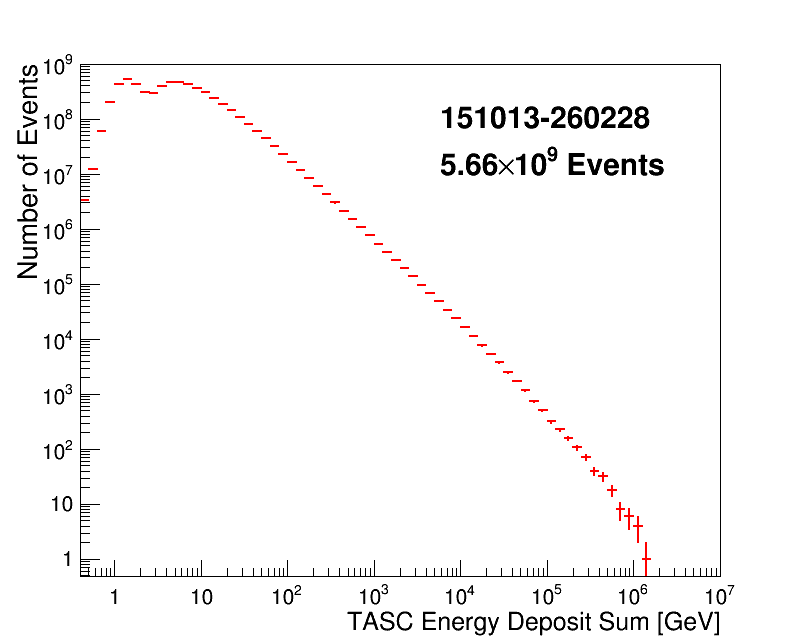 151013-260228
5.66×10⁹ Events
Number of Events
10⁹
10⁸
10⁷
10⁶
10⁵
10⁴
10³
10²
10
1
1 10 10² 10³ 10⁴ 10⁵ 10⁶ 10⁷
TASC Energy Deposit Sum [GeV]